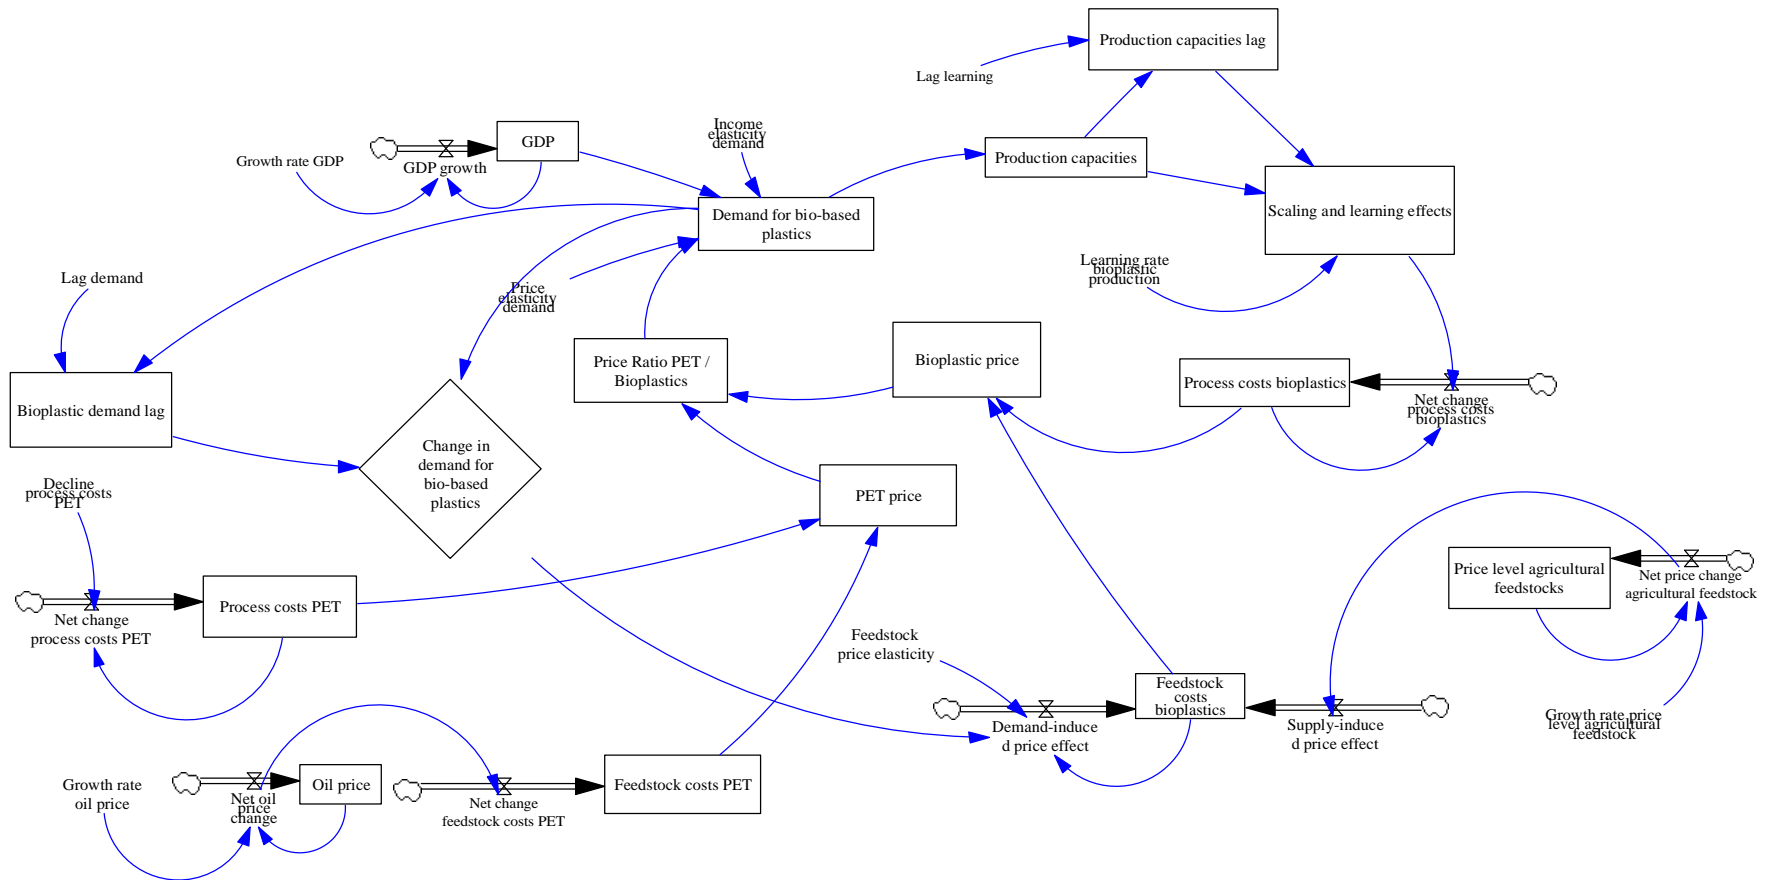 Production capacities lag
Lag learning
Income
elasticity
demand
GDP
Growth rate GDP
GDP growth
Production capacities
Demand for bio-based
plastics
Scaling and learning effects
Lag demand
Price
elasticity
demand
Learning rate
bioplastic
production
Price Ratio PET /
Bioplastics
Bioplastic price
Process costs bioplastics
Net change
process costs
bioplastics
Bioplastic demand lag
Change in
demand for
bio-based
plastics
Decline
process costs
PET
PET price
Price level agricultural
feedstocks
Net price change
agricultural feedstock
Process costs PET
Net change
process costs PET
Feedstock
price elasticity
Feedstock
costs
bioplastics
Demand-induce
d price effect
Supply-induce
d price effect
Growth rate price
level agricultural
feedstock
Growth rate
oil price
Net oil
price
change
Oil price
Net change
feedstock costs PET
Feedstock costs PET